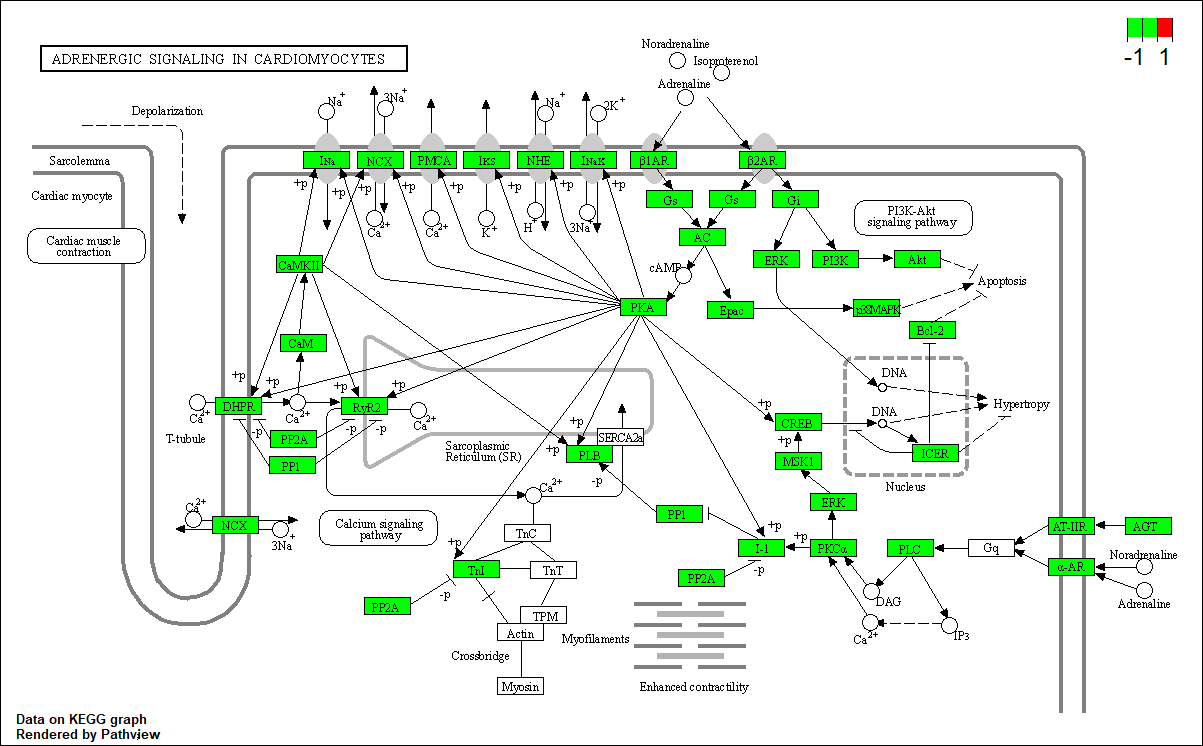 ADRENERGIC SIGNALING IN CARDIOMYOCYTES
-1 1
Noradrenaline
Isoproterenol
Adrenaline
Depolarization
Na+
3Na+
Na+
2K+
Sarcolemma
INa
NCX
PMCA
IKS
NHE
INaK
β1AR
β2AR
+p
+p
+p
+p
+p
+p
+p
Cardiac myocyte
Gs
Gs
Gi
PI3K-Akt
signaling pathway
Ca2+
Ca2+
K+
H+
3Na+
Cardiac muscle
contraction
AC
CaMKII
cAMP
ERK
PI3K
Akt
Apoptosis
PKA
Epac
p38MAPK
Bcl-2
CaM
DNA
+p
+p
+p
+p
Ca2+
DHPR
Ca2+
RyR2
Ca2+
+p
DNA
Hypertropy
T-tubule
-p
PP2A
-p
-p
PP1
+p
SERCA2a
CREB
+p
Sarcoplasmic
Reticulum (SR)
+p
PLB
-p
MSK1
ICER
Nucleus
Ca2+
NCX
3Na
Calcium signaling
pathway
Ca2+
PP1
ERK
TnC
+p
+p
I-1
+p
PKCα
PLC
Gq
AT-IIR
AGT
-p
PP2A
Noradrenaline
α-AR
Adrenaline
TnI
TnT
-p
PP2A
DAG
IP3
Ca2+
TPM
Actin
Myofilaments
Crossbridge
Myosin
Enhanced contractility
Data on KEGG graph
Rendered by Pathview